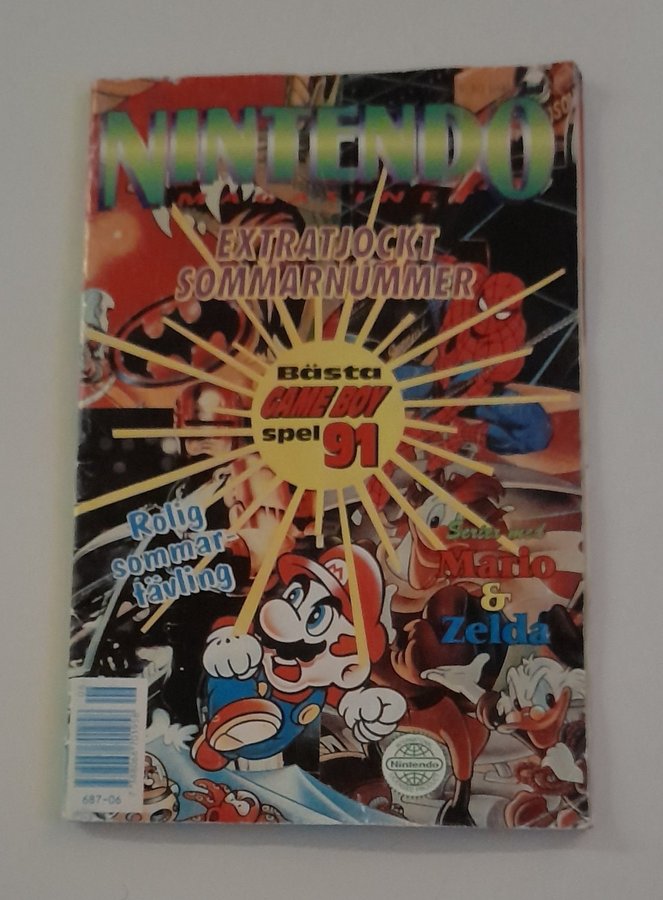 NINTENDO
MAGASINET
EXTRATJOCKT
SOMMARNUMMER
Bästa
GAME BOY
spel 91
Rolig
sommar-
tävling
Serier med
Mario
&
Zelda
M
Nintendo
687-06